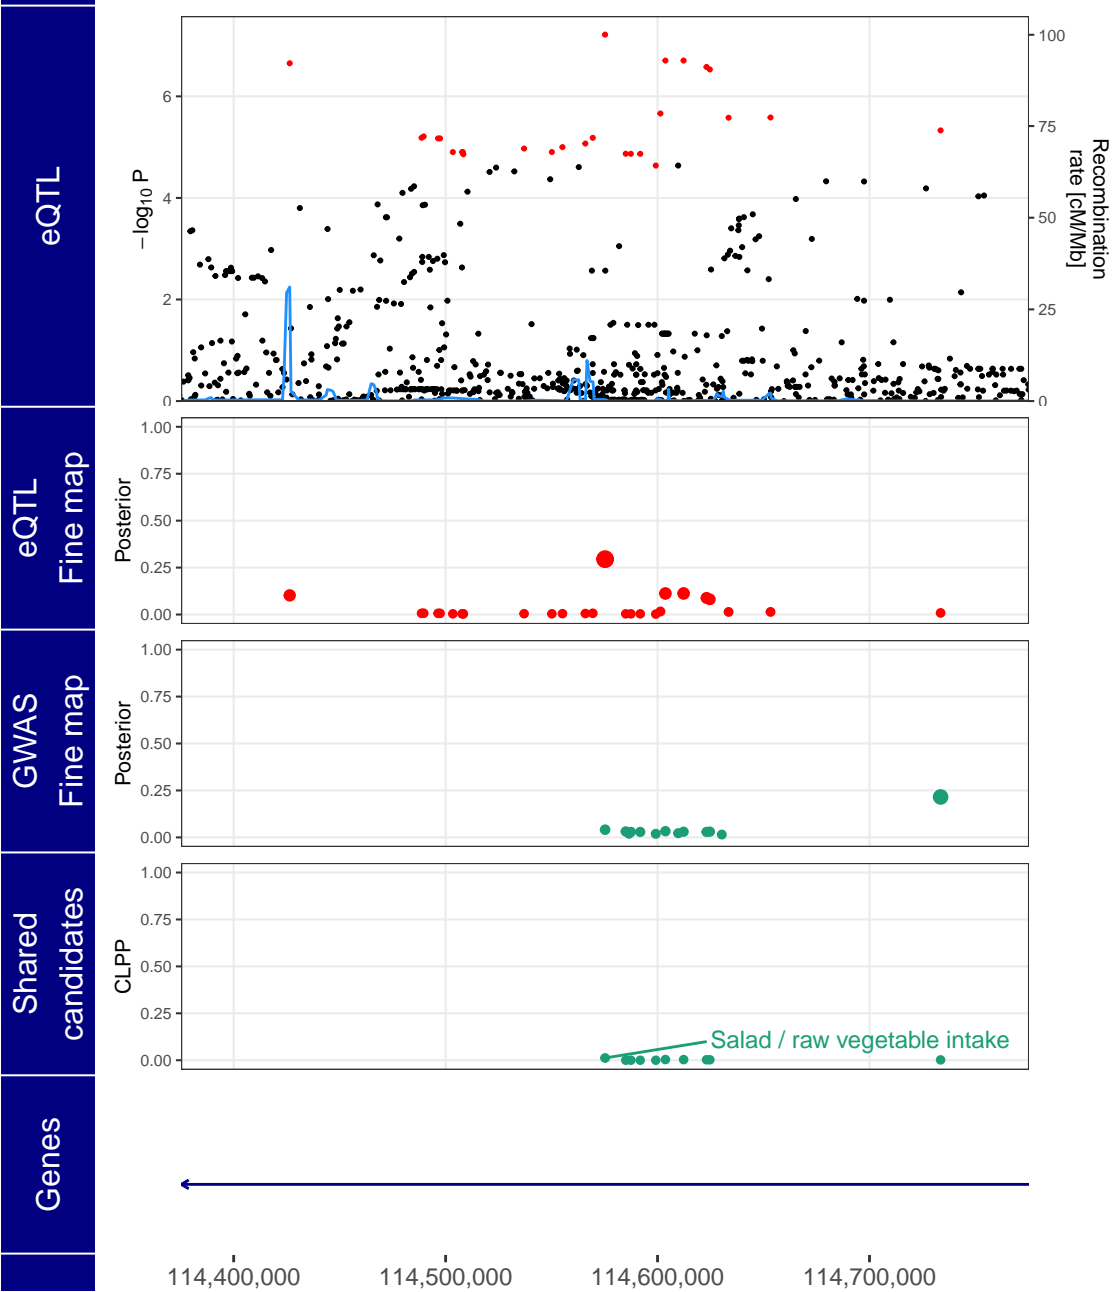 eQTL
−log10 P
6
4
2
0
100
75
50
25
0
Recombination
rate [cM/Mb]
eQTL
Fine map
Posterior
1.00
0.75
0.50
0.25
0.00
GWAS
Fine map
Posterior
1.00
0.75
0.50
0.25
0.00
Shared
candidates
CLPP
1.00
0.75
0.50
0.25
0.00
Salad / raw vegetable intake
Genes
114,400,000 114,500,000 114,600,000 114,700,000